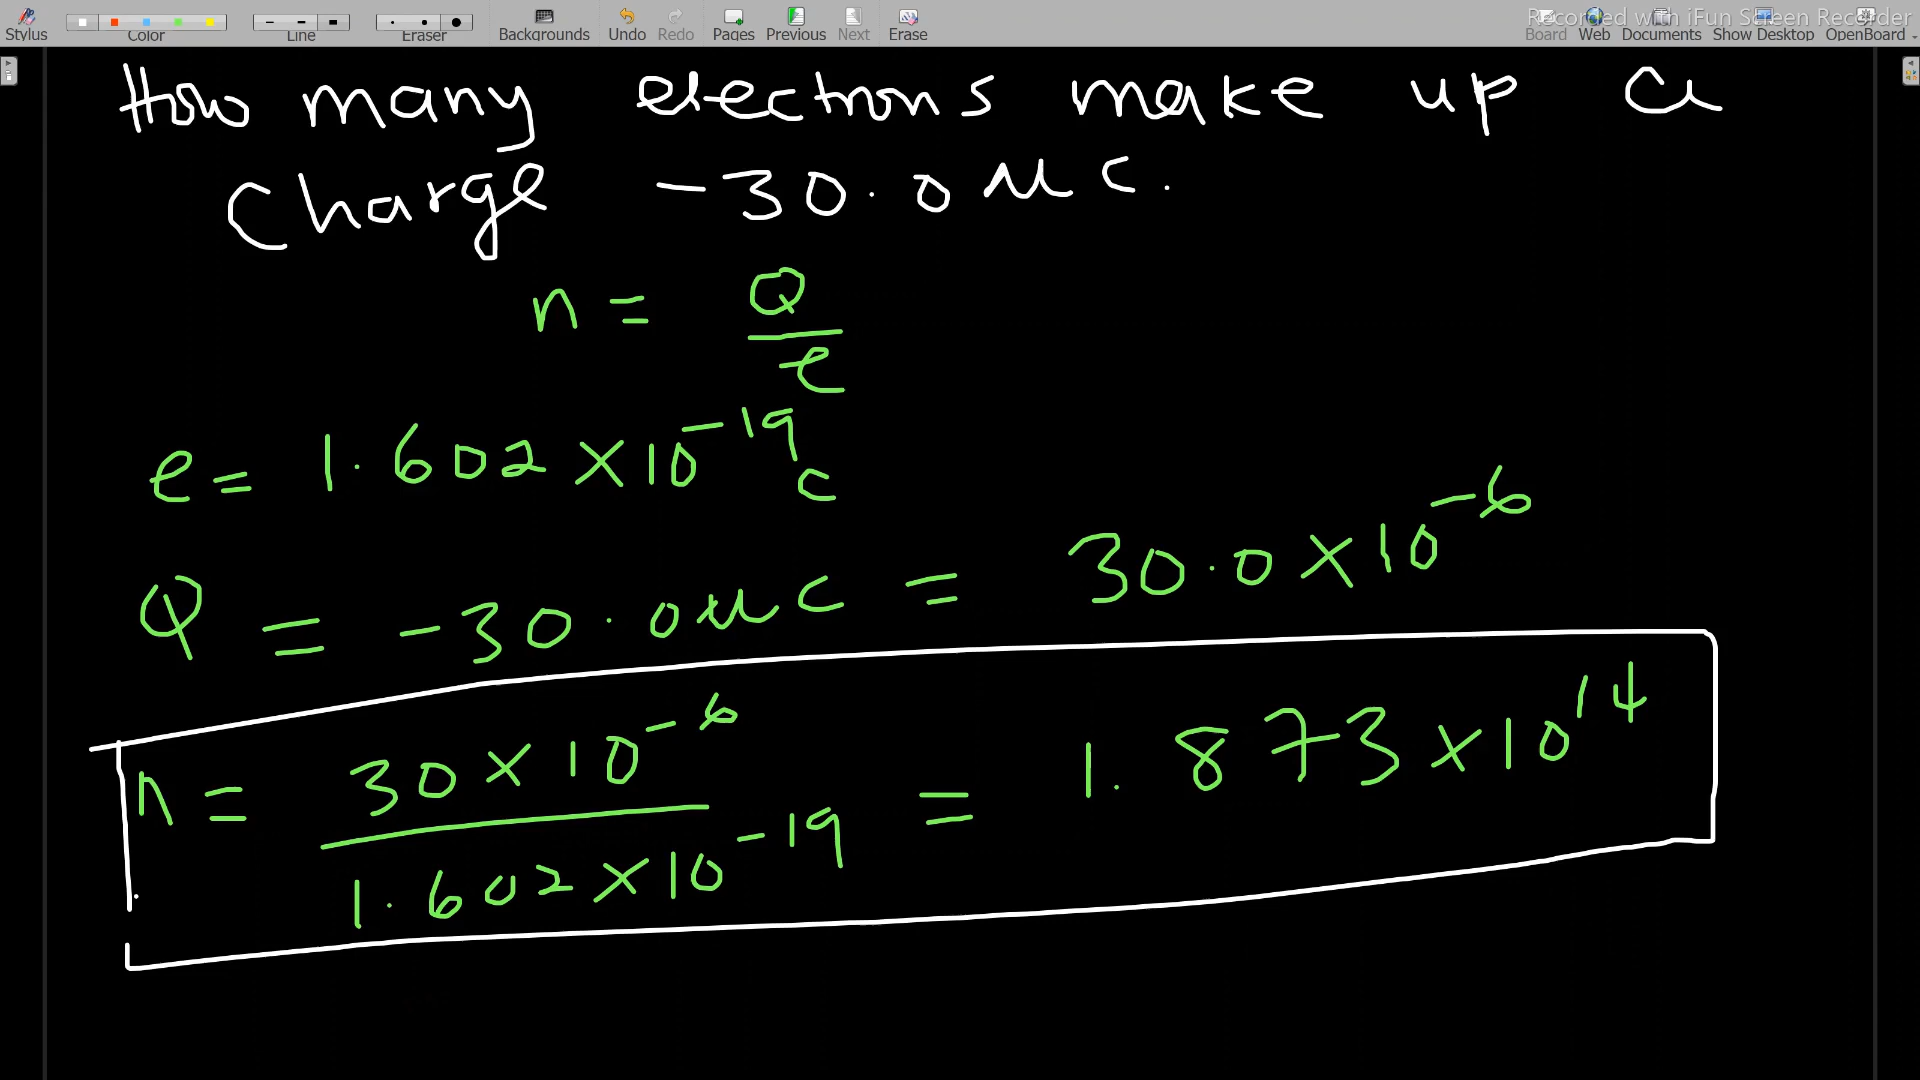 Recorded with iFun Screen Recorder
Stylus Color Line Eraser Backgrounds Undo Redo Pages Previous Next Erase Board Web Documents Show Desktop OpenBoard
How many electrons make up a
Charge -30.0 μc.
n = Q/e
e = 1.602 × 10^-19 c
Q = -30.0 μc = 30.0 × 10^-6
n = 30 × 10^-6 / 1.602 × 10^-19 = 1.873 × 10^14